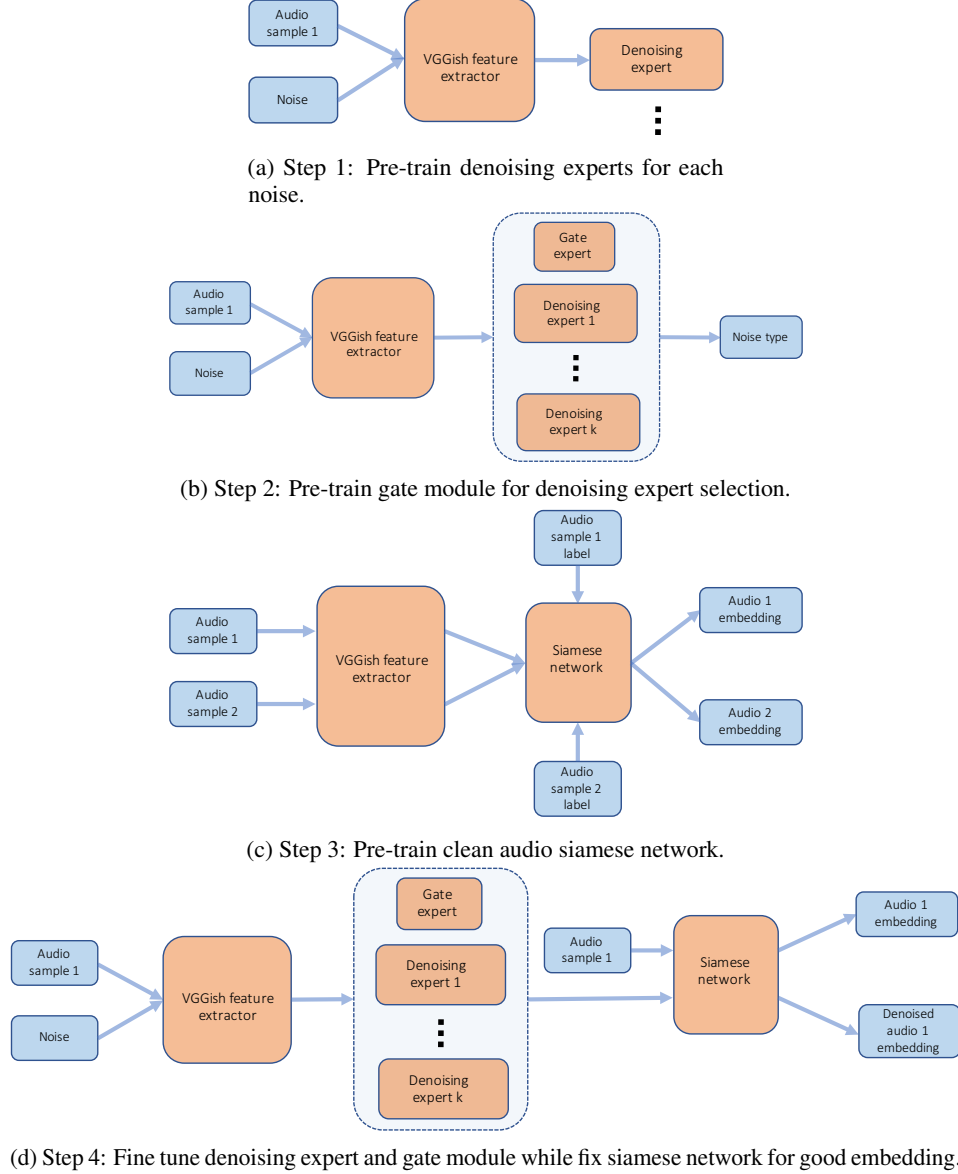 Audio
sample 1
Noise
VGGish feature
extractor
Denoising
expert
(a) Step 1: Pre-train denoising experts for each
noise.
Audio
sample 1
Noise
VGGish feature
extractor
Gate
expert
Denoising
expert 1
Denoising
expert k
Noise type
(b) Step 2: Pre-train gate module for denoising expert selection.
Audio
sample 1
Audio
sample 2
VGGish feature
extractor
Audio
sample 1
label
Siamese
network
Audio
sample 2
label
Audio 1
embedding
Audio 2
embedding
(c) Step 3: Pre-train clean audio siamese network.
Audio
sample 1
Noise
VGGish feature
extractor
Gate
expert
Denoising
expert 1
Denoising
expert k
Audio
sample 1
Siamese
network
Audio 1
embedding
Denoised
audio 1
embedding
(d) Step 4: Fine tune denoising expert and gate module while fix siamese network for good embedding.